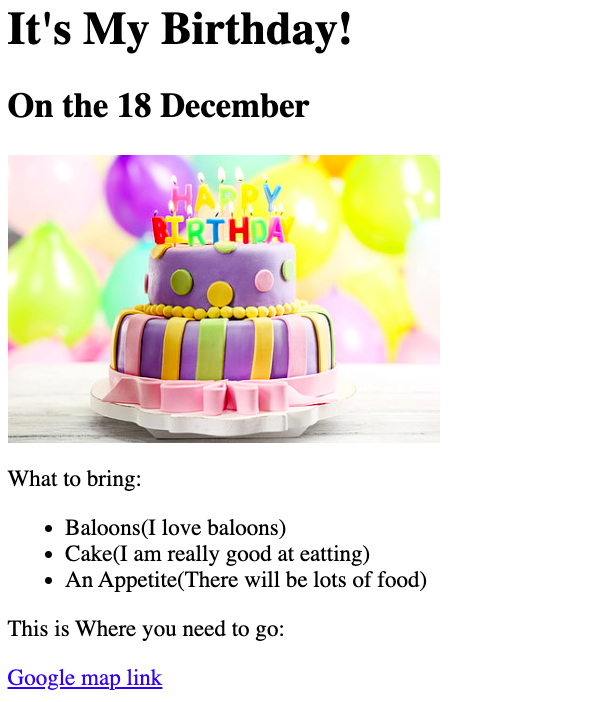 It's My Birthday!
On the 18 December
HAPPY
BIRTHDAY
What to bring:
Baloons(I love baloons)
Cake(I am really good at eatting)
An Appetite(There will be lots of food)
This is Where you need to go:
Google map link